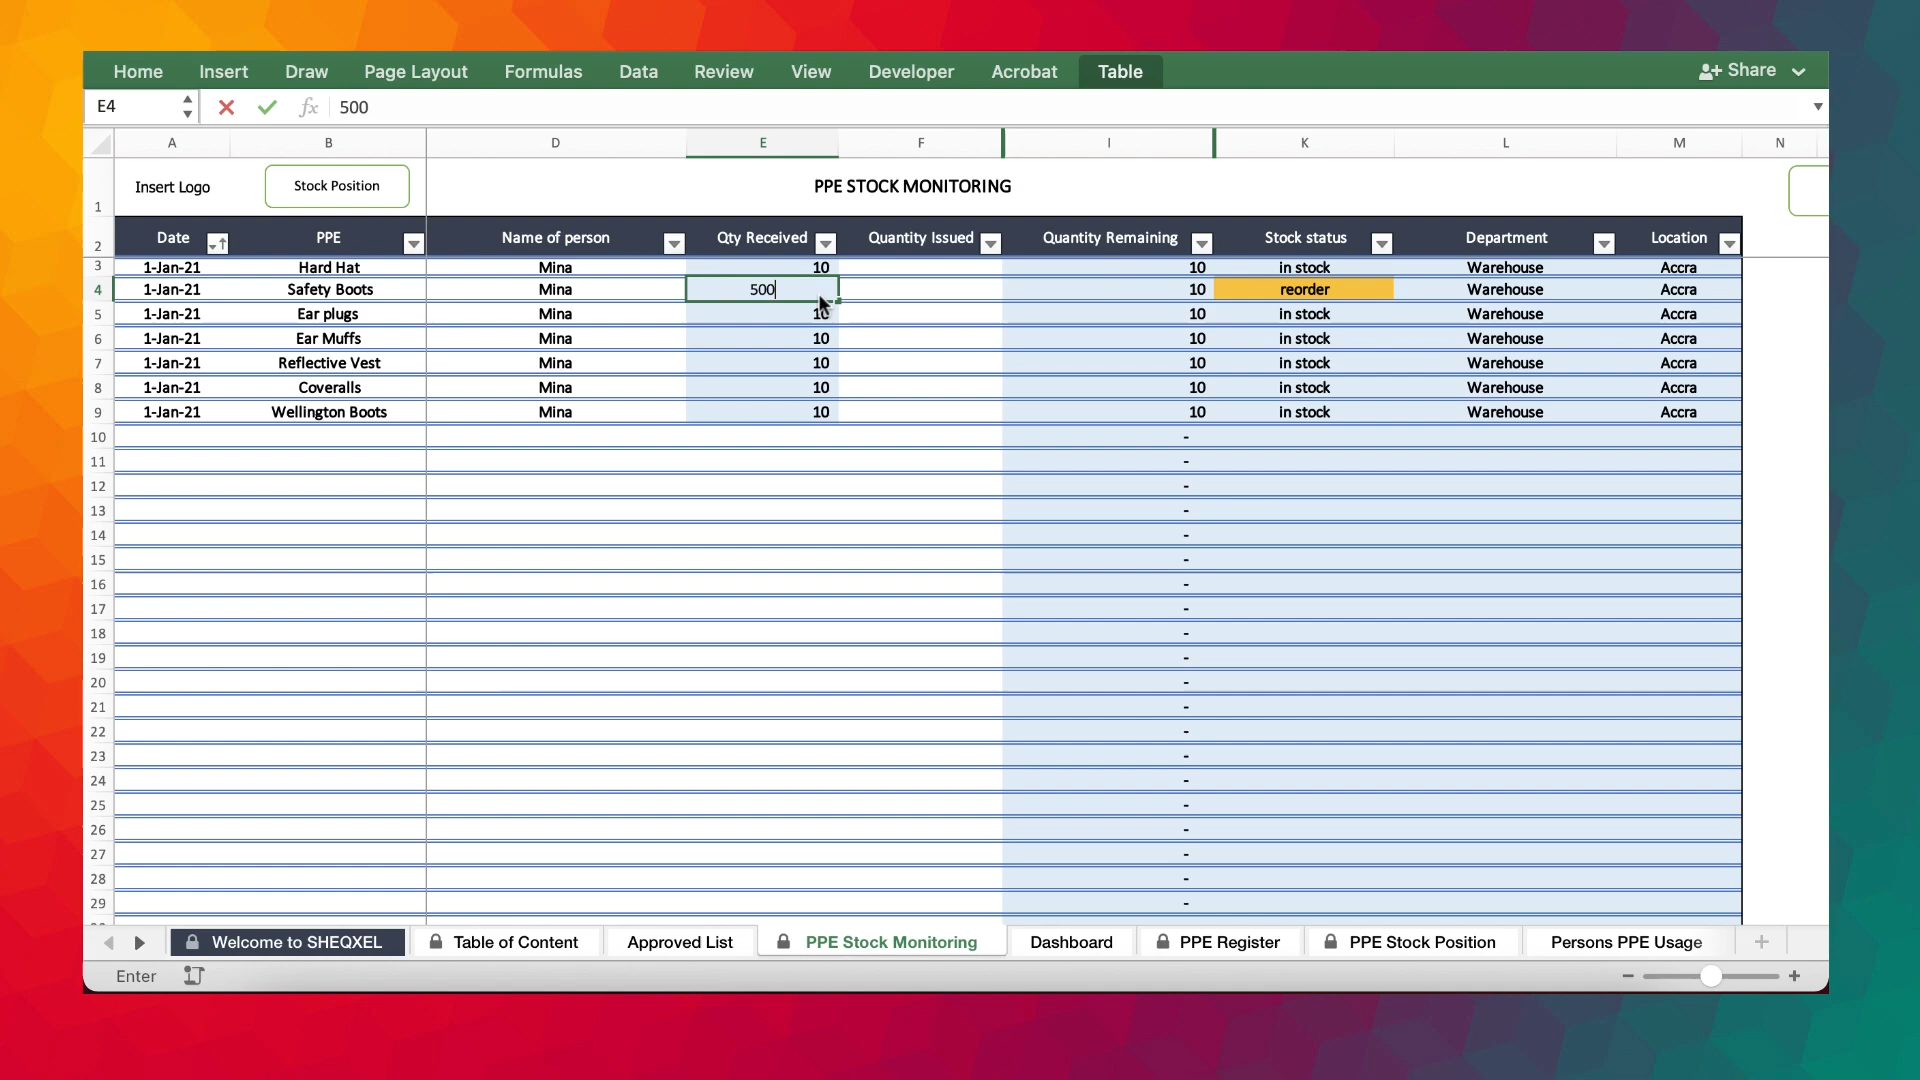 Home Insert Draw Page Layout Formulas Data Review View Developer Acrobat Table Share
E4 fx 500
A B D E F I K L M N
1 Insert Logo Stock Position PPE STOCK MONITORING
2 Date PPE Name of person Qty Received Quantity Issued Quantity Remaining Stock status Department Location
3 1-Jan-21 Hard Hat Mina 10 10 in stock Warehouse Accra
4 1-Jan-21 Safety Boots Mina 500 10 reorder Warehouse Accra
5 1-Jan-21 Ear plugs Mina 10 10 in stock Warehouse Accra
6 1-Jan-21 Ear Muffs Mina 10 10 in stock Warehouse Accra
7 1-Jan-21 Reflective Vest Mina 10 10 in stock Warehouse Accra
8 1-Jan-21 Coveralls Mina 10 10 in stock Warehouse Accra
9 1-Jan-21 Wellington Boots Mina 10 10 in stock Warehouse Accra
10 -
11 -
12 -
13 -
14 -
15 -
16 -
17 -
18 -
19 -
20 -
21 -
22 -
23 -
24 -
25 -
26 -
27 -
28 -
29 -
Welcome to SHEQXEL Table of Content Approved List PPE Stock Monitoring Dashboard PPE Register PPE Stock Position Persons PPE Usage +
Enter − +